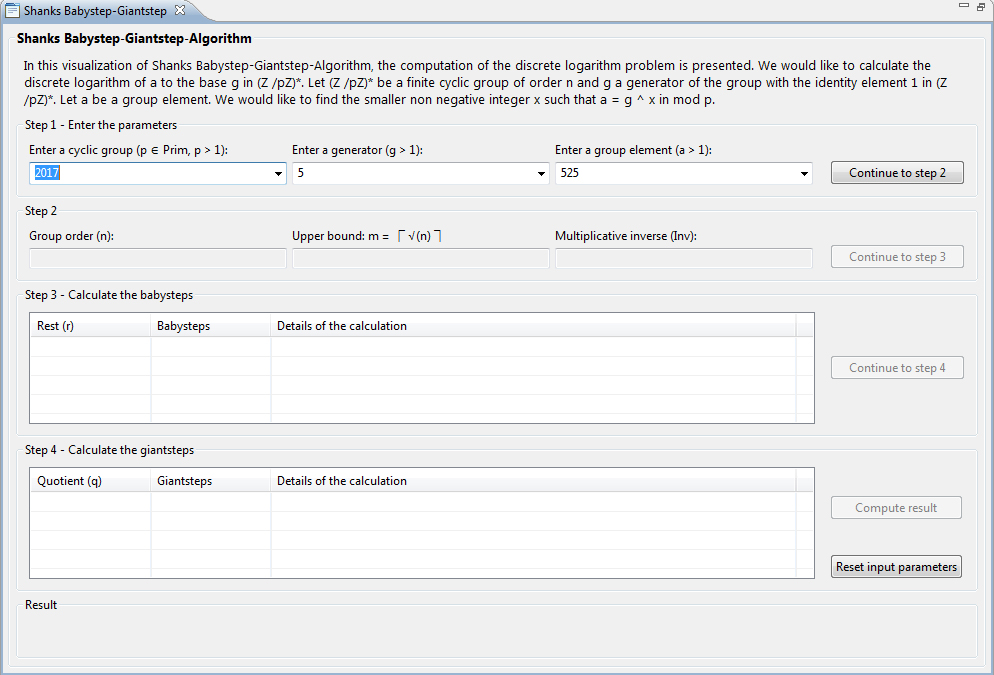 Shanks Babystep-Giantstep
Shanks Babystep-Giantstep-Algorithm
In this visualization of Shanks Babystep-Giantstep-Algorithm, the computation of the discrete logarithm problem is presented. We would like to calculate the
discrete logarithm of a to the base g in (Z /pZ)*. Let (Z /pZ)* be a finite cyclic group of order n and g a generator of the group with the identity element 1 in (Z
/pZ)*. Let a be a group element. We would like to find the smaller non negative integer x such that a = g ^ x in mod p.
Step 1 - Enter the parameters
Enter a cyclic group (p ∈ Prim, p > 1): Enter a generator (g > 1): Enter a group element (a > 1):
2017 5 525 Continue to step 2
Step 2
Group order (n): Upper bound: m = ⌈√(n)⌉ Multiplicative inverse (Inv):
Continue to step 3
Step 3 - Calculate the babysteps
Rest (r) Babysteps Details of the calculation
Continue to step 4
Step 4 - Calculate the giantsteps
Quotient (q) Giantsteps Details of the calculation
Compute result
Reset input parameters
Result